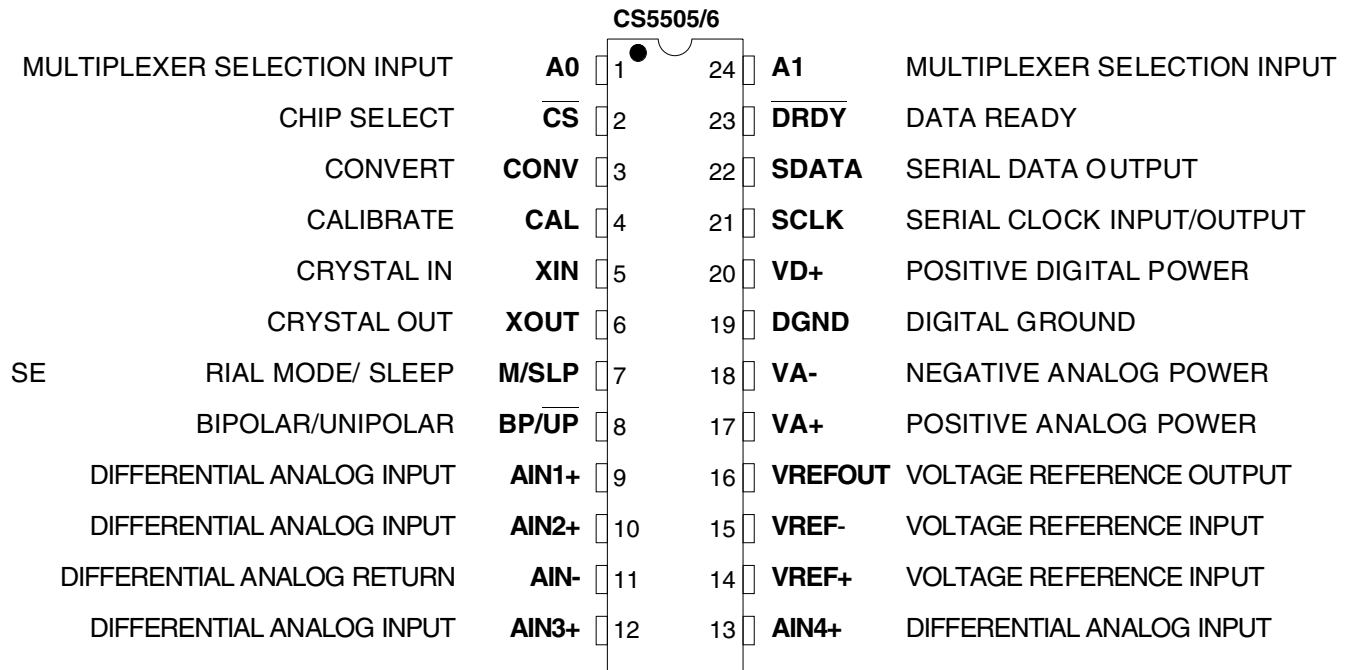 CS5505/6
MULTIPLEXER SELECTION INPUT A0 1 24 A1 MULTIPLEXER SELECTION INPUT
CHIP SELECT C̅S̅ 2 23 D̅R̅D̅Y̅ DATA READY
CONVERT CONV 3 22 SDATA SERIAL DATA OUTPUT
CALIBRATE CAL 4 21 SCLK SERIAL CLOCK INPUT/OUTPUT
CRYSTAL IN XIN 5 20 VD+ POSITIVE DIGITAL POWER
CRYSTAL OUT XOUT 6 19 DGND DIGITAL GROUND
SE RIAL MODE/ SLEEP M/SLP 7 18 VA- NEGATIVE ANALOG POWER
BIPOLAR/UNIPOLAR BP/U̅P̅ 8 17 VA+ POSITIVE ANALOG POWER
DIFFERENTIAL ANALOG INPUT AIN1+ 9 16 VREFOUT VOLTAGE REFERENCE OUTPUT
DIFFERENTIAL ANALOG INPUT AIN2+ 10 15 VREF- VOLTAGE REFERENCE INPUT
DIFFERENTIAL ANALOG RETURN AIN- 11 14 VREF+ VOLTAGE REFERENCE INPUT
DIFFERENTIAL ANALOG INPUT AIN3+ 12 13 AIN4+ DIFFERENTIAL ANALOG INPUT